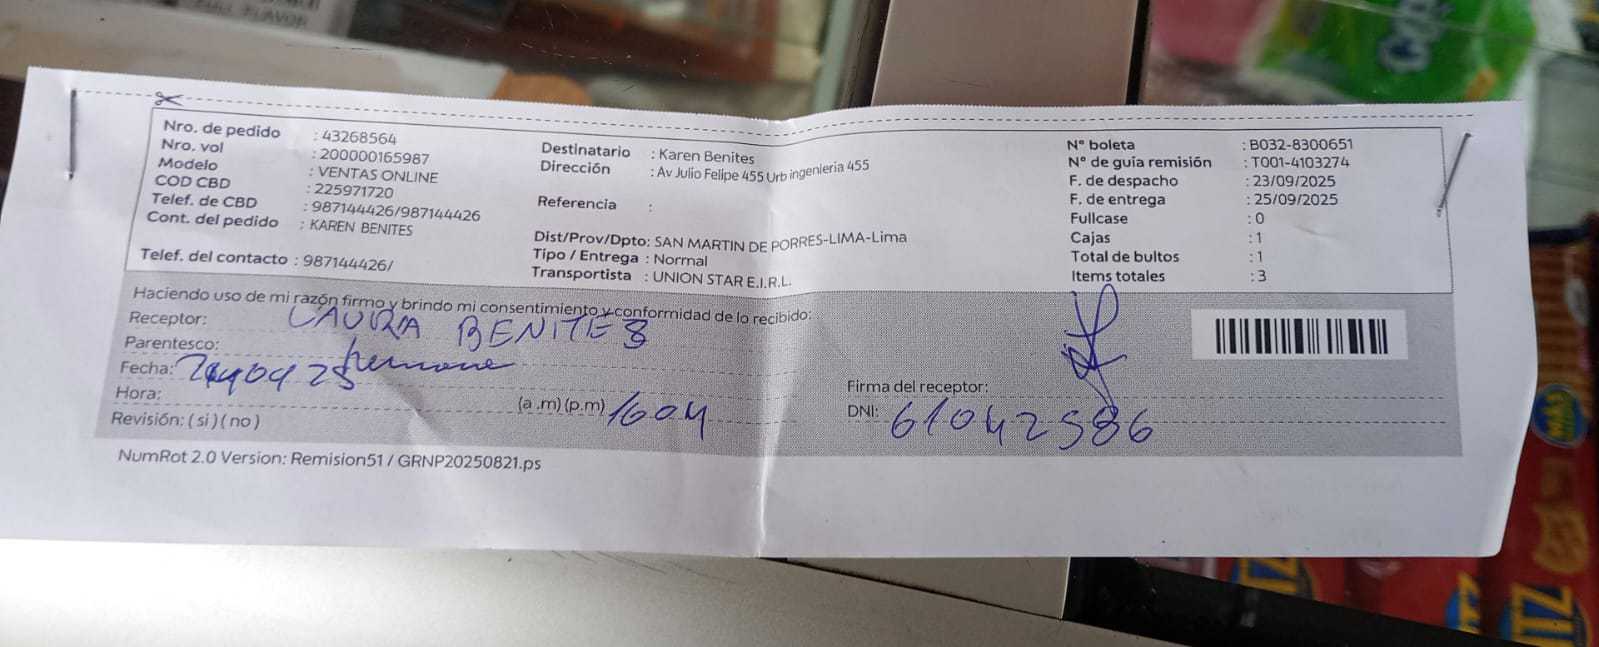 FULL FLAVOR
Nro. de pedido : 43268564
Nro. vol : 200000165987
Modelo : VENTAS ONLINE
COD CBD : 225971720
Telef. de CBD : 987144426/987144426
Cont. del pedido : KAREN BENITES
Telef. del contacto : 987144426/
Destinatario : Karen Benites
Dirección : Av Julio Felipe 455 Urb ingenieria 455
Referencia :
Dist/Prov/Dpto: SAN MARTIN DE PORRES-LIMA-Lima
Tipo / Entrega : Normal
Transportista : UNION STAR E.I.R.L.
N° boleta : B032-8300651
N° de guía remisión : T001-4103274
F. de despacho : 23/09/2025
F. de entrega : 25/09/2025
Fullcase : 0
Cajas : 1
Total de bultos : 1
Items totales : 3
Haciendo uso de mi razón firmo y brindo mi consentimiento y conformidad de lo recibido:
Receptor: LAURA BENITES
Parentesco:
Fecha:
Hora: (a .m) (p.m) 1604
Revisión: ( si ) ( no )
Firma del receptor:
DNI: 61042586
NumRot 2.0 Version: Remision51 / GRNP20250821.ps